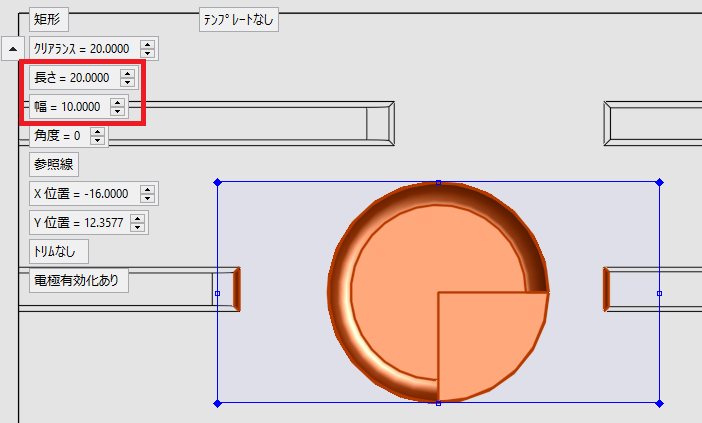 矩形
ﾃﾝﾌﾟﾚｰﾄなし
ｸﾘｱﾗﾝｽ = 20.0000
長さ = 20.0000
幅 = 10.0000
角度 = 0
参照線
X 位置 = -16.0000
Y 位置 = 12.3577
ﾄﾘﾑなし
電極有効化あり